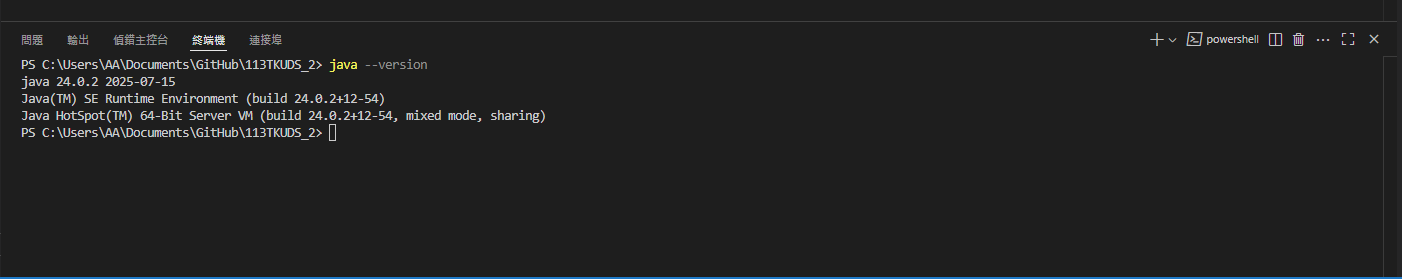 問題 輸出 偵錯主控台 終端機 連接埠 powershell
PS C:\Users\AA\Documents\GitHub\113TKUDS_2> java --version
java 24.0.2 2025-07-15
Java(TM) SE Runtime Environment (build 24.0.2+12-54)
Java HotSpot(TM) 64-Bit Server VM (build 24.0.2+12-54, mixed mode, sharing)
PS C:\Users\AA\Documents\GitHub\113TKUDS_2>